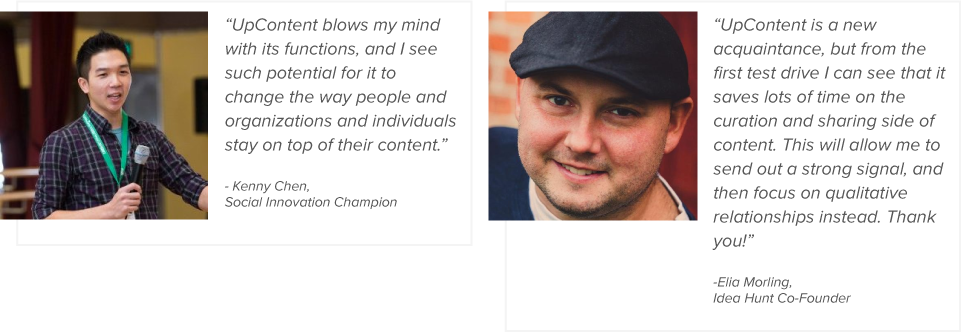 “UpContent blows my mind
with its functions, and I see
such potential for it to
change the way people and
organizations and individuals
stay on top of their content.”
- Kenny Chen,
Social Innovation Champion
“UpContent is a new
acquaintance, but from the
first test drive I can see that it
saves lots of time on the
curation and sharing side of
content. This will allow me to
send out a strong signal, and
then focus on qualitative
relationships instead. Thank
you!”
-Elia Morling,
Idea Hunt Co-Founder